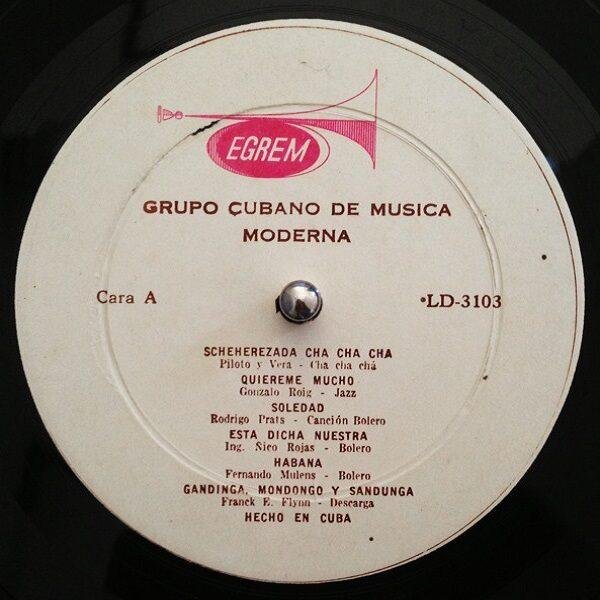 EGREM
GRUPO CUBANO DE MUSICA
MODERNA
Cara A
•LD-3103
SCHEHEREZADA CHA CHA CHA
Piloto y Vera - Cha cha chá
QUIEREME MUCHO
Gonzalo Roig - Jazz
SOLEDAD
Rodrigo Prats - Canción Bolero
ESTA DICHA NUESTRA
Ing. Ñico Rojas - Bolero
HABANA
Fernando Mulens - Bolero
GANDINGA, MONDONGO Y SANDUNGA
Franck E. Flynn - Descarga
HECHO EN CUBA